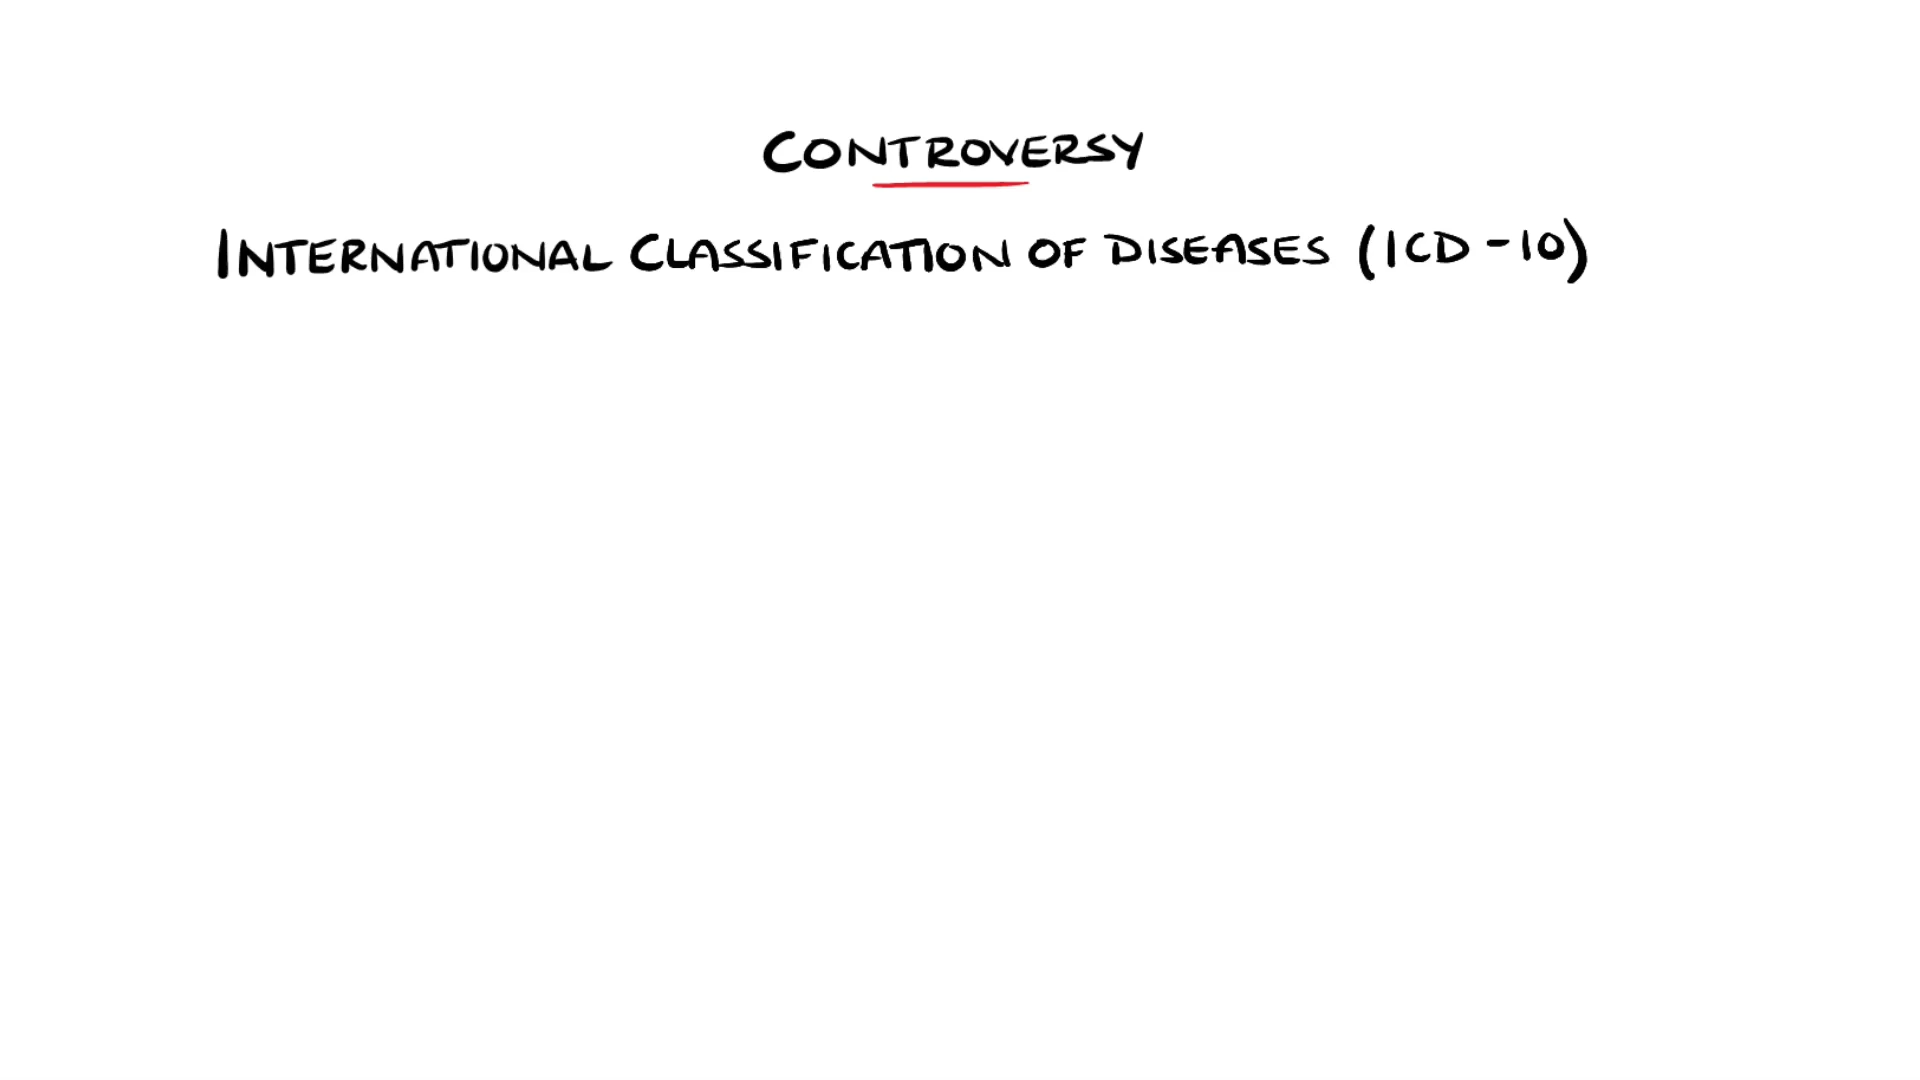 CONTROVERSY
INTERNATIONAL CLASSIFICATION OF DISEASES (ICD-10)